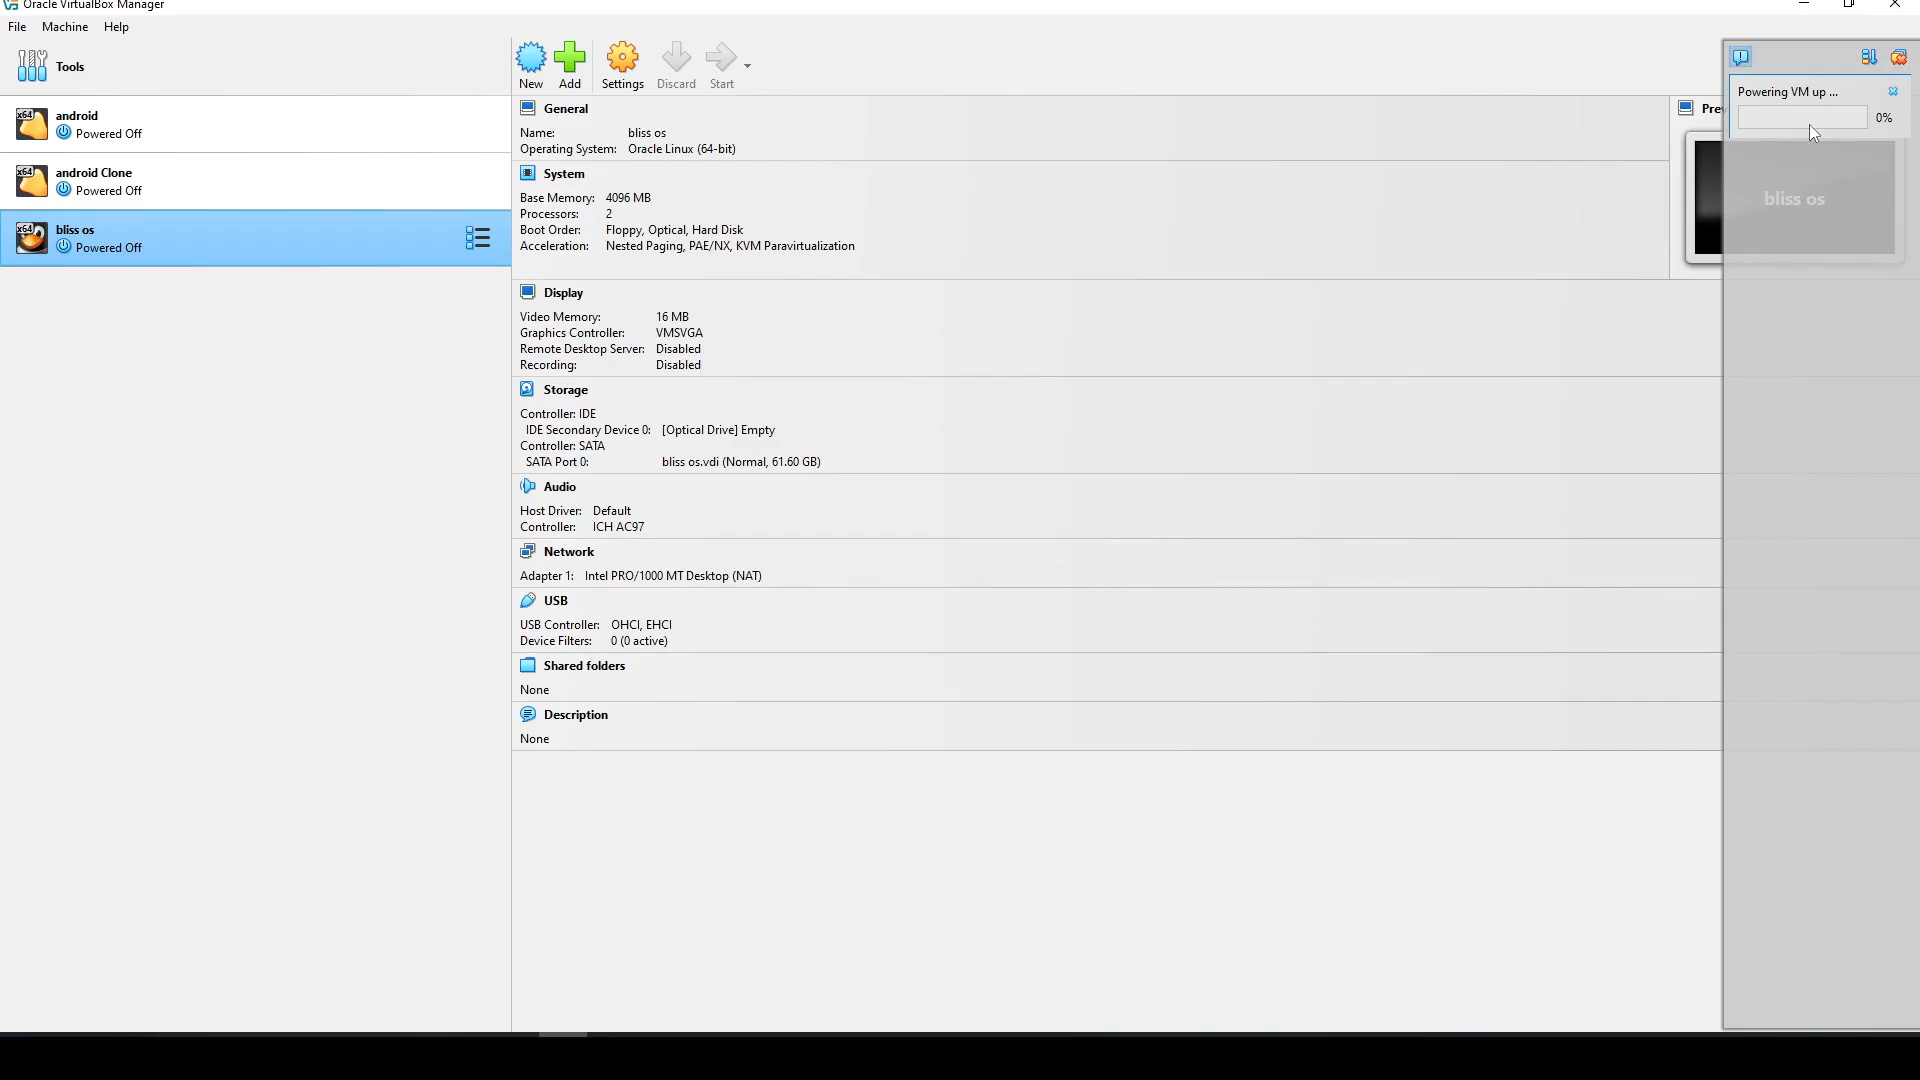 Oracle VirtualBox Manager
File Machine Help
Tools
New Add Settings Discard Start
x64 android
Powered Off
x64 android Clone
Powered Off
x64 bliss os
Powered Off
General
Name: bliss os
Operating System: Oracle Linux (64-bit)
System
Base Memory: 4096 MB
Processors: 2
Boot Order: Floppy, Optical, Hard Disk
Acceleration: Nested Paging, PAE/NX, KVM Paravirtualization
Display
Video Memory: 16 MB
Graphics Controller: VMSVGA
Remote Desktop Server: Disabled
Recording: Disabled
Storage
Controller: IDE
IDE Secondary Device 0: [Optical Drive] Empty
Controller: SATA
SATA Port 0: bliss os.vdi (Normal, 61.60 GB)
Audio
Host Driver: Default
Controller: ICH AC97
Network
Adapter 1: Intel PRO/1000 MT Desktop (NAT)
USB
USB Controller: OHCI, EHCI
Device Filters: 0 (0 active)
Shared folders
None
Description
None
Pre
Powering VM up ...
0%
bliss os